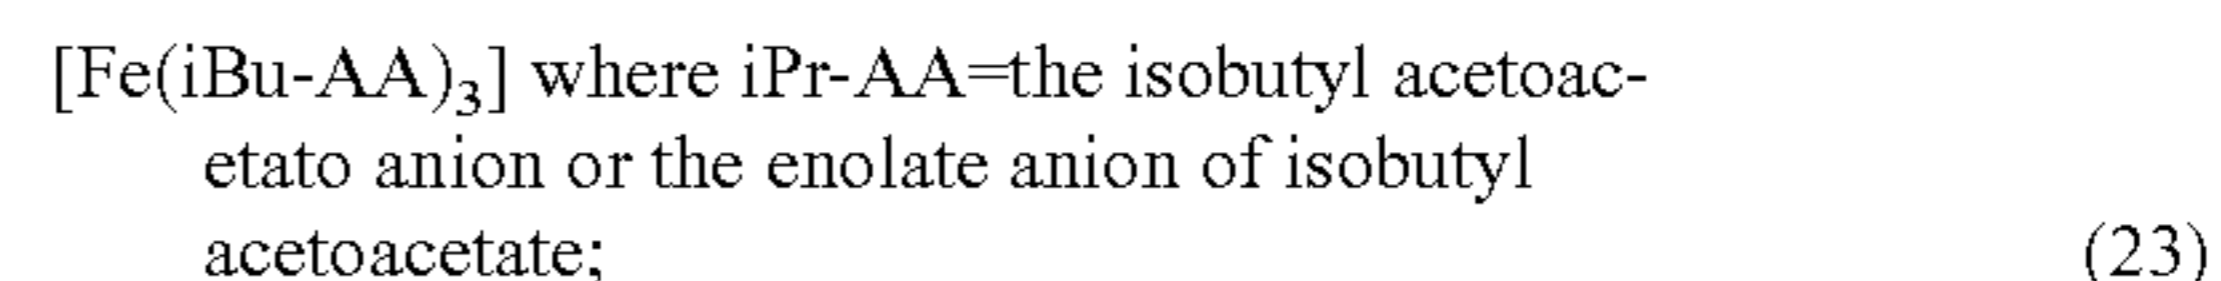 [Fe(iBu-AA)₃] where iPr-AA=the isobutyl acetoac-
etato anion or the enolate anion of isobutyl
acetoacetate; (23)